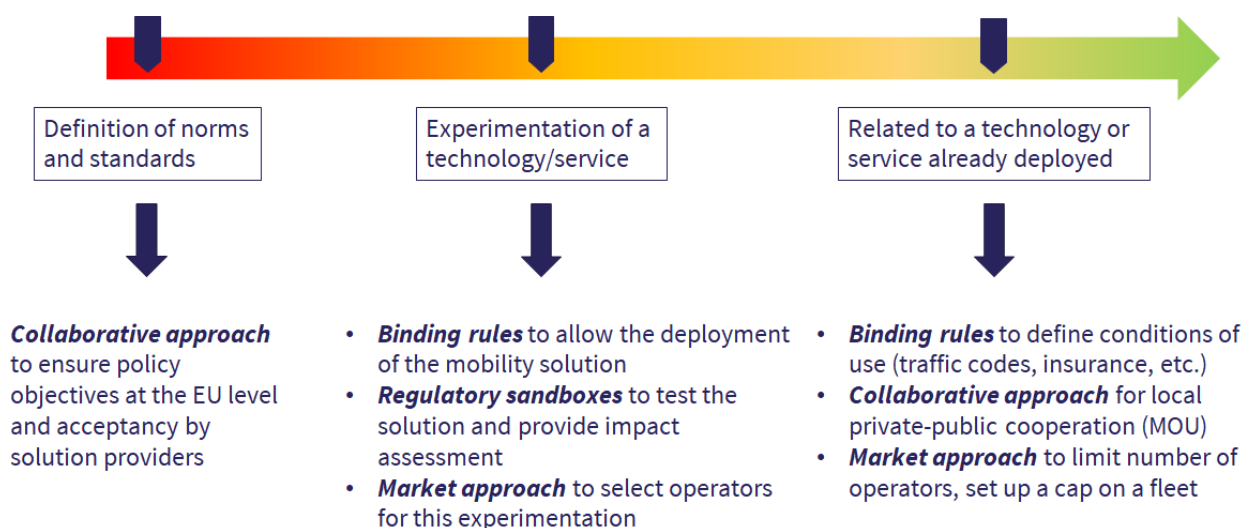 Definition of norms
and standards
Experimentation of a
technology/service
Related to a technology or
service already deployed
Collaborative approach
to ensure policy
objectives at the EU level
and acceptancy by
solution providers
• Binding rules to allow the deployment
of the mobility solution
• Regulatory sandboxes to test the
solution and provide impact
assessment
• Market approach to select operators
for this experimentation
• Binding rules to define conditions of
use (traffic codes, insurance, etc.)
• Collaborative approach for local
private-public cooperation (MOU)
• Market approach to limit number of
operators, set up a cap on a fleet